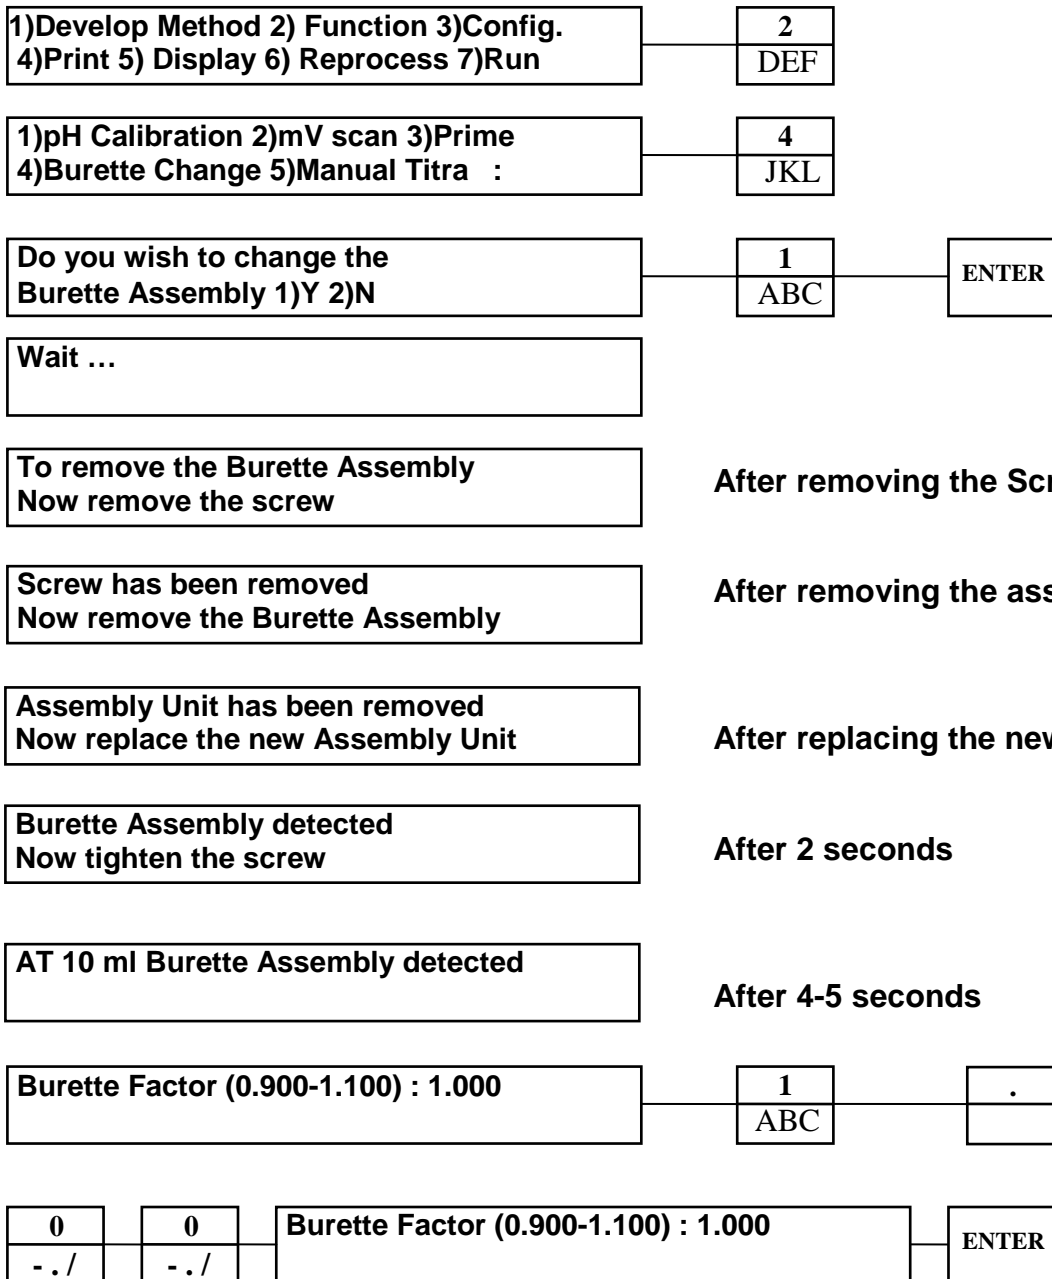 1)Develop Method 2) Function 3)Config.
4)Print 5) Display 6) Reprocess 7)Run
2
DEF
1)pH Calibration 2)mV scan 3)Prime
4)Burette Change 5)Manual Titra :
4
JKL
Do you wish to change the
Burette Assembly 1)Y 2)N
1
ABC
ENTER
Wait …
To remove the Burette Assembly
Now remove the screw
After removing the
Screw has been removed
Now remove the Burette Assembly
After removing the
Assembly Unit has been removed
Now replace the new Assembly Unit
After replacing the
Burette Assembly detected
Now tighten the screw
After 2 seconds
AT 10 ml Burette Assembly detected
After 4-5 seconds
Burette Factor (0.900-1.100) : 1.000
1
ABC
.
0
- . /
0
- . /
Burette Factor (0.900-1.100) : 1.000
ENTER